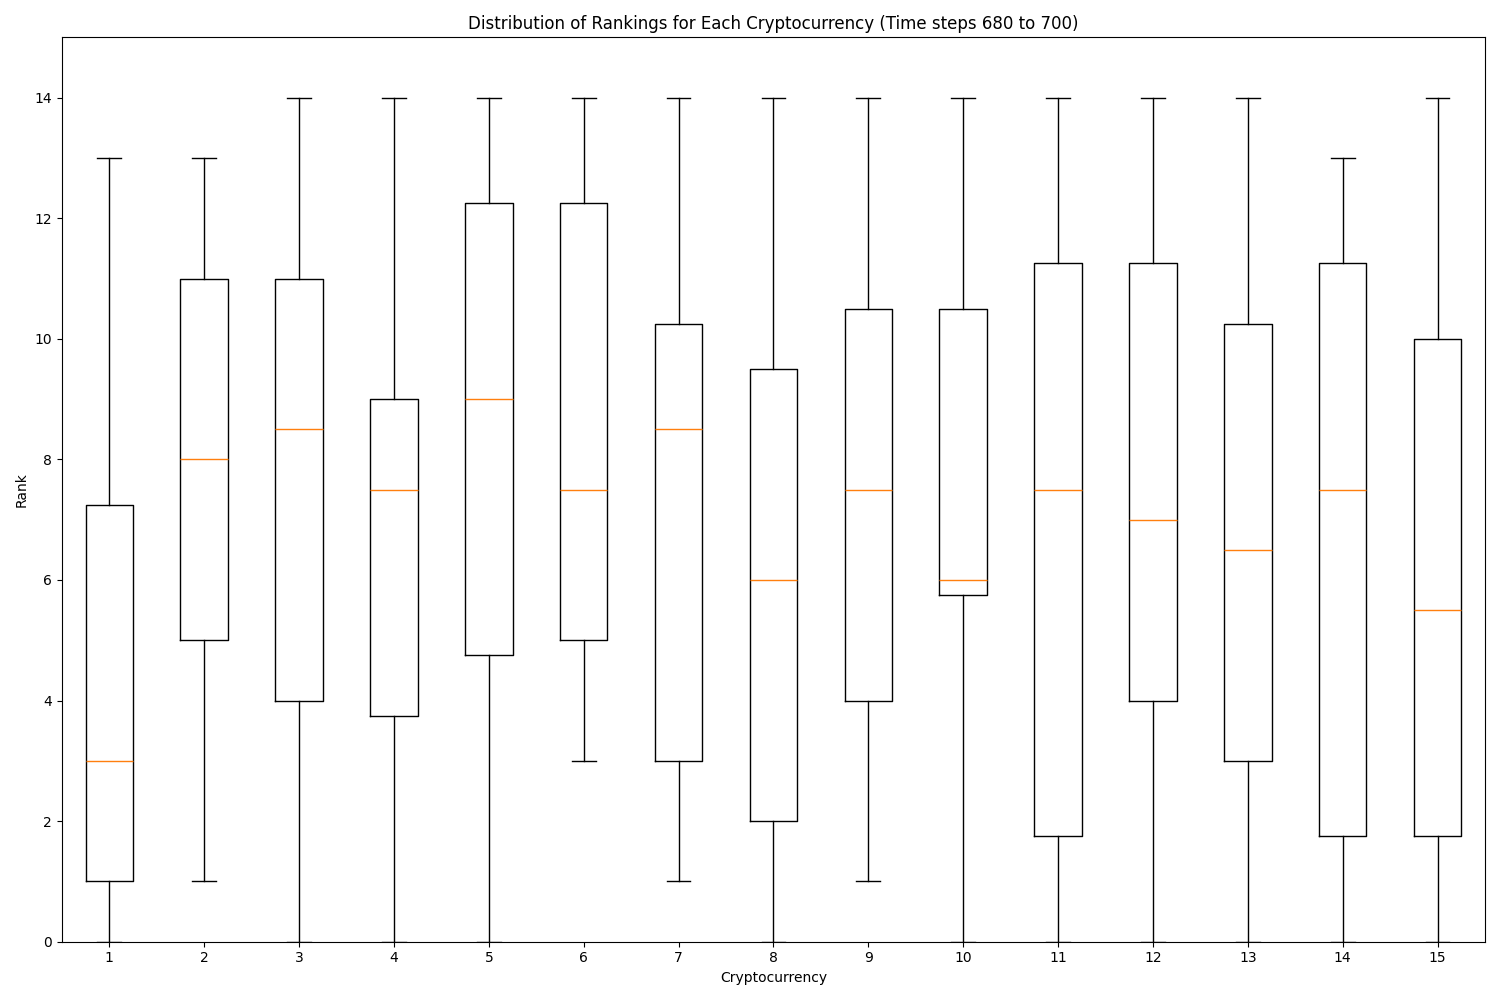 Distribution of Rankings for Each Cryptocurrency (Time steps 680 to 700)
14
12
10
8
6
4
2
0
Rank
1 2 3 4 5 6 7 8 9 10 11 12 13 14 15
Cryptocurrency